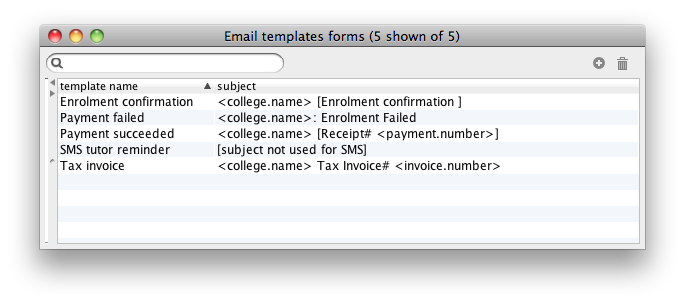 Email templates forms (5 shown of 5)
template name subject
Enrolment confirmation <college.name> [Enrolment confirmation ]
Payment failed <college.name>: Enrolment Failed
Payment succeeded <college.name> [Receipt# <payment.number>]
SMS tutor reminder [subject not used for SMS]
Tax invoice <college.name> Tax Invoice# <invoice.number>